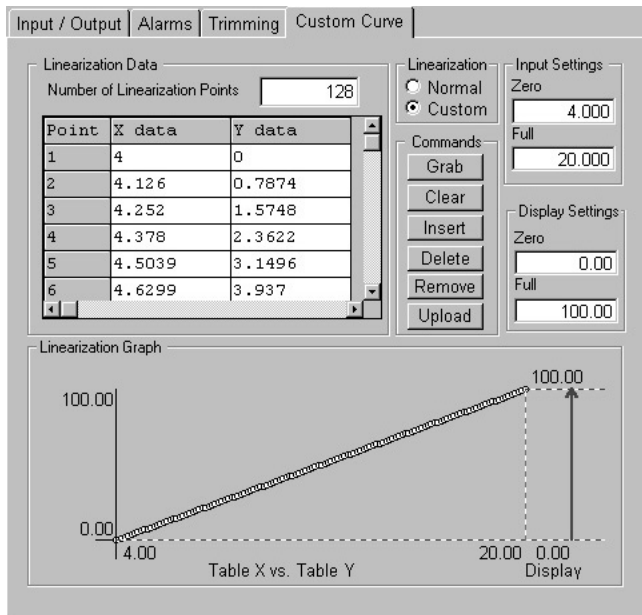 Input / Output Alarms Trimming Custom Curve
Linearization Data
Number of Linearization Points 128
Point X data Y data
1 4 0
2 4.126 0.7874
3 4.252 1.5748
4 4.378 2.3622
5 4.5039 3.1496
6 4.6299 3.937
Linearization
Normal
Custom
Commands
Grab
Clear
Insert
Delete
Remove
Upload
Input Settings
Zero
4.000
Full
20.000
Display Settings
Zero
0.00
Full
100.00
Linearization Graph
100.00
100.00
0.00
4.00 20.00 0.00
Table X vs. Table Y Display